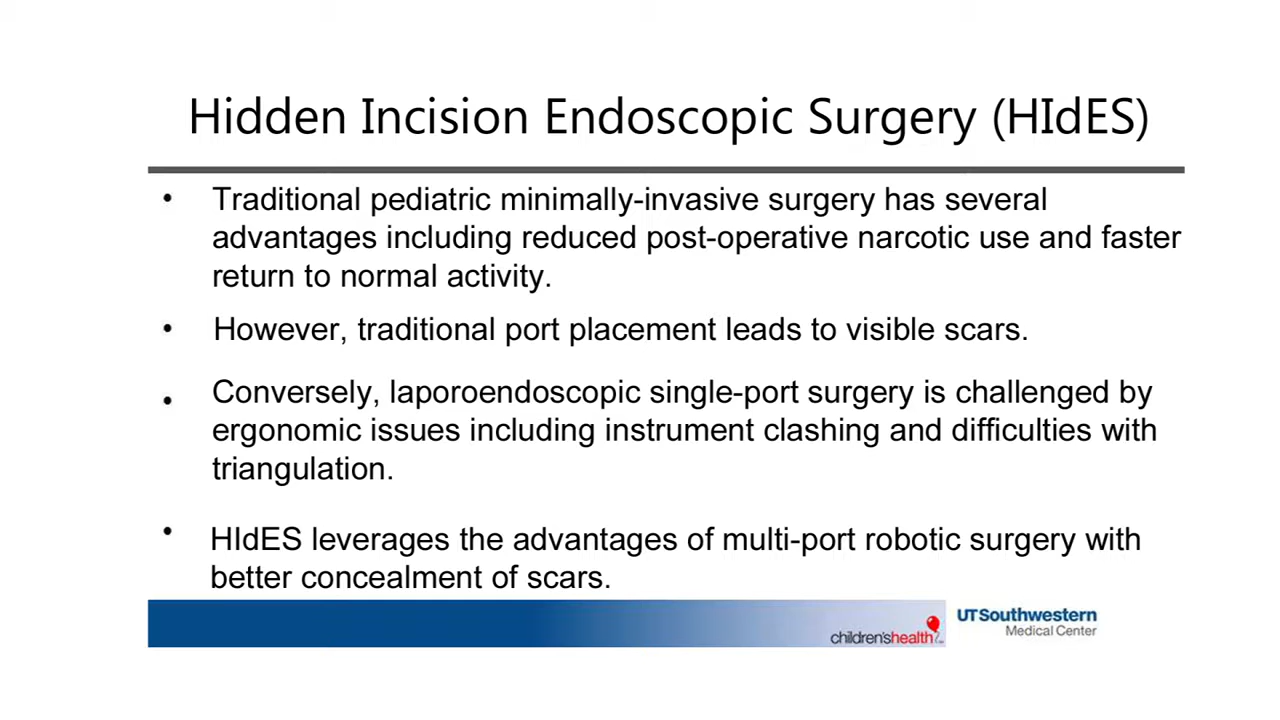 Hidden Incision Endoscopic Surgery (HIdES)
• Traditional pediatric minimally-invasive surgery has several
advantages including reduced post-operative narcotic use and faster
return to normal activity.
• However, traditional port placement leads to visible scars.
• Conversely, laporoendoscopic single-port surgery is challenged by
ergonomic issues including instrument clashing and difficulties with
triangulation.
• HIdES leverages the advantages of multi-port robotic surgery with
better concealment of scars.
children'shealth
UTSouthwestern
Medical Center